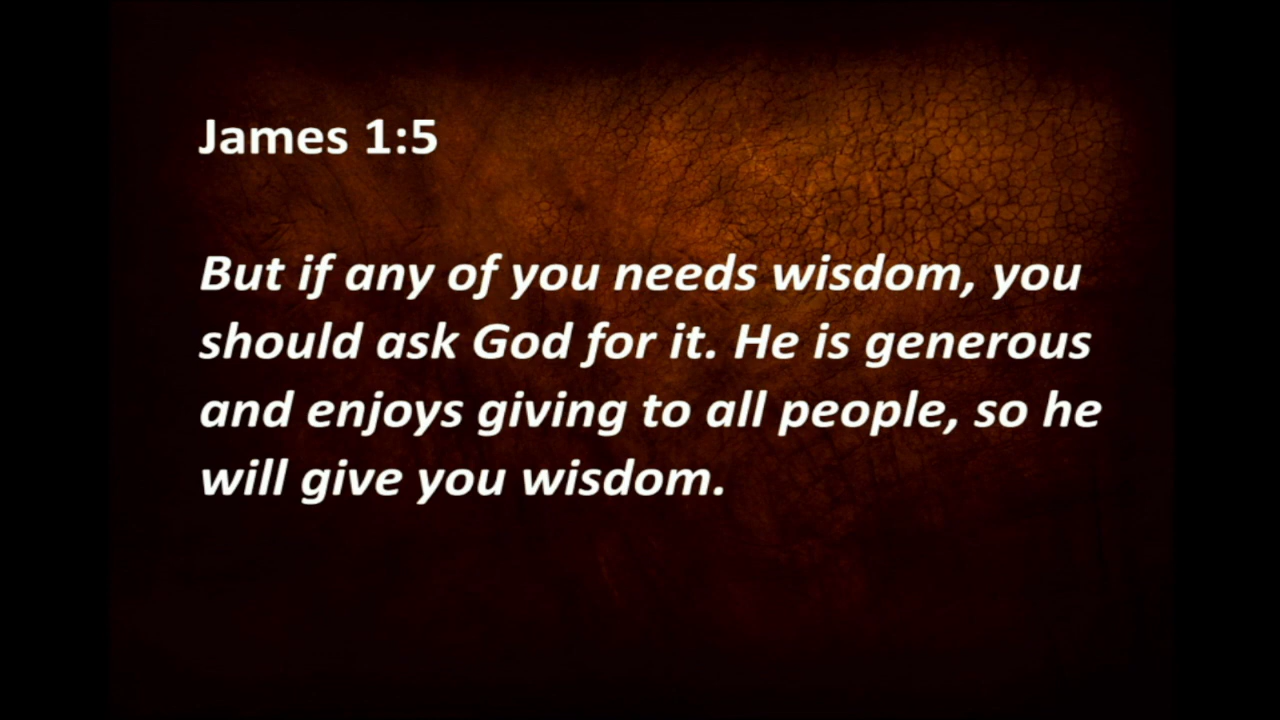 James 1:5
But if any of you needs wisdom, you
should ask God for it. He is generous
and enjoys giving to all people, so he
will give you wisdom.